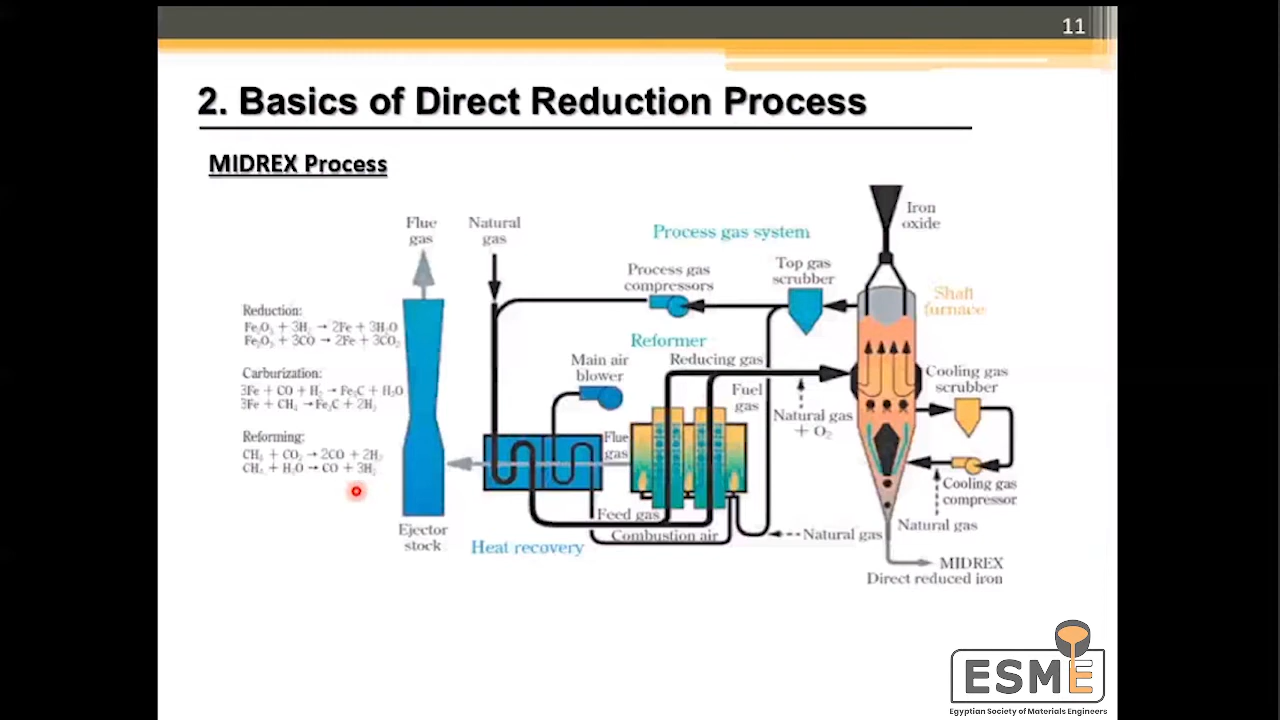 11
2. Basics of Direct Reduction Process
MIDREX Process
Flue
gas
Natural
gas
Process gas system
Iron
oxide
Process gas
compressors
Top gas
scrubber
Shaft
furnace
Reduction:
Fe₂O₃ + 3H₂ → 2Fe + 3H₂O
Fe₂O₃ + 3CO → 2Fe + 3CO₂
Reformer
Main air
blower
Reducing gas
Fuel
gas
Natural gas
+ O₂
Cooling gas
scrubber
Carburization:
3Fe + CO + H₂ → Fe₃C + H₂O
3Fe + CH₄ → Fe₃C + 2H₂
Reforming:
CH₄ + CO₂ → 2CO + 2H₂
CH₄ + H₂O → CO + 3H₂
Flue
gas
Cooling gas
compressor
Feed gas
Combustion air
Natural gas
Natural gas
Ejector
stock
Heat recovery
MIDREX
Direct reduced iron
ESME
Egyptian Society of Materials Engineers